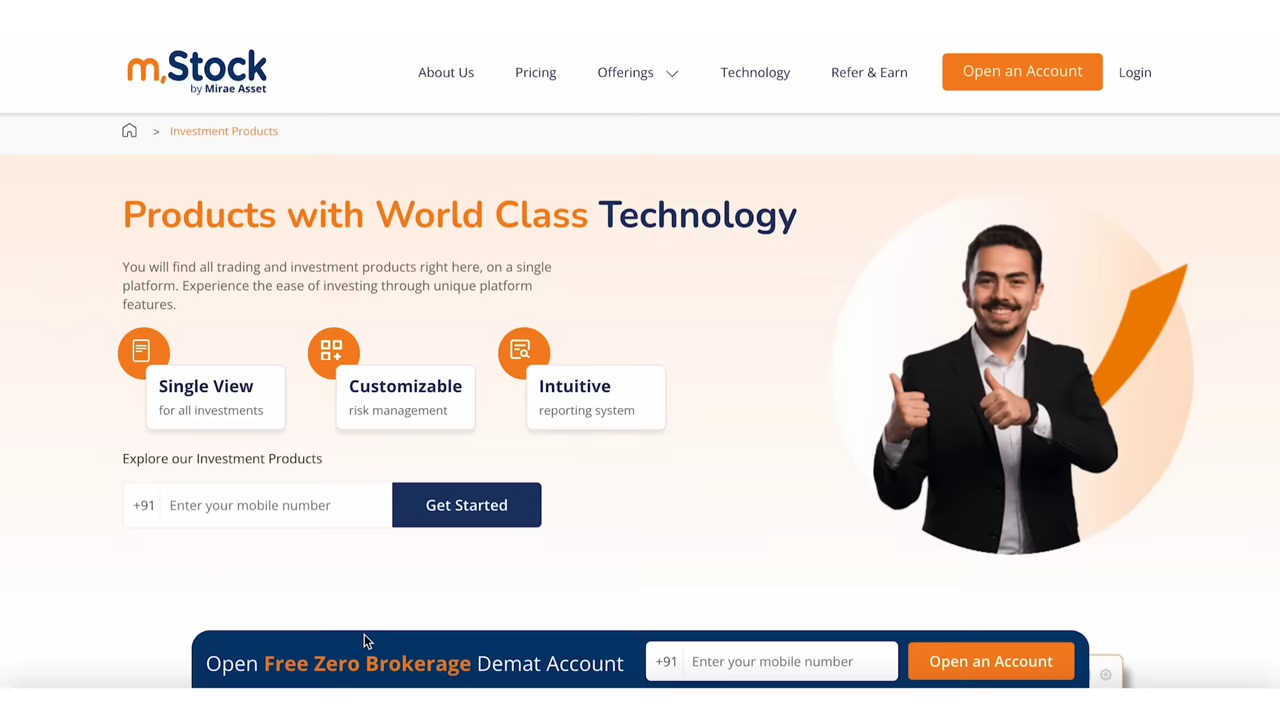 m.Stock
by Mirae Asset
About Us
Pricing
Offerings
Technology
Refer & Earn
Open an Account
Login
> Investment Products
Products with World Class Technology
You will find all trading and investment products right here, on a single
platform. Experience the ease of investing through unique platform
features.
Single View
for all investments
Customizable
risk management
Intuitive
reporting system
Explore our Investment Products
+91 Enter your mobile number
Get Started
Open Free Zero Brokerage Demat Account
+91 Enter your mobile number
Open an Account